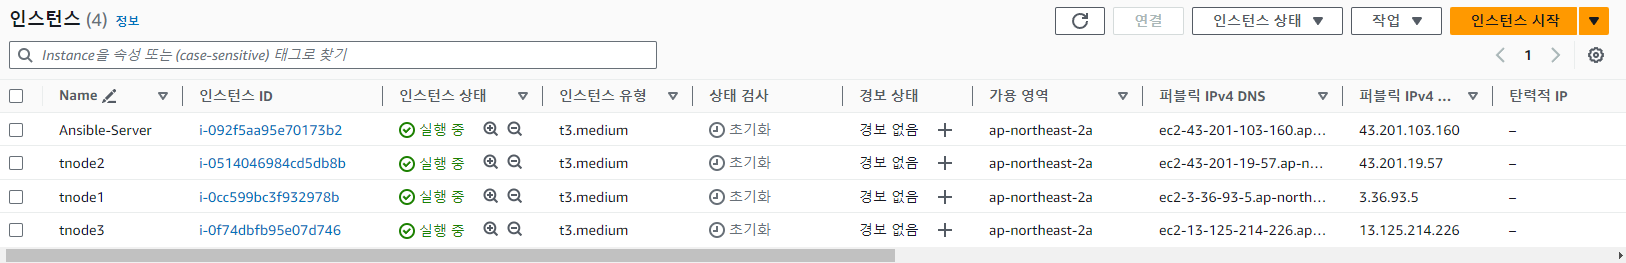 인스턴스 (4) 정보
연결 인스턴스 상태 작업 인스턴스 시작
Instance을 속성 또는 (case-sensitive) 태그로 찾기
1
Name 인스턴스 ID 인스턴스 상태 인스턴스 유형 상태 검사 경보 상태 가용 영역 퍼블릭 IPv4 DNS 퍼블릭 IPv4 ... 탄력적 IP
Ansible-Server i-092f5aa95e70173b2 실행 중 t3.medium 초기화 경보 없음 + ap-northeast-2a ec2-43-201-103-160.ap... 43.201.103.160 –
tnode2 i-0514046984cd5db8b 실행 중 t3.medium 초기화 경보 없음 + ap-northeast-2a ec2-43-201-19-57.ap-n... 43.201.19.57 –
tnode1 i-0cc599bc3f932978b 실행 중 t3.medium 초기화 경보 없음 + ap-northeast-2a ec2-3-36-93-5.ap-north... 3.36.93.5 –
tnode3 i-0f74dbfb95e07d746 실행 중 t3.medium 초기화 경보 없음 + ap-northeast-2a ec2-13-125-214-226.ap... 13.125.214.226 –